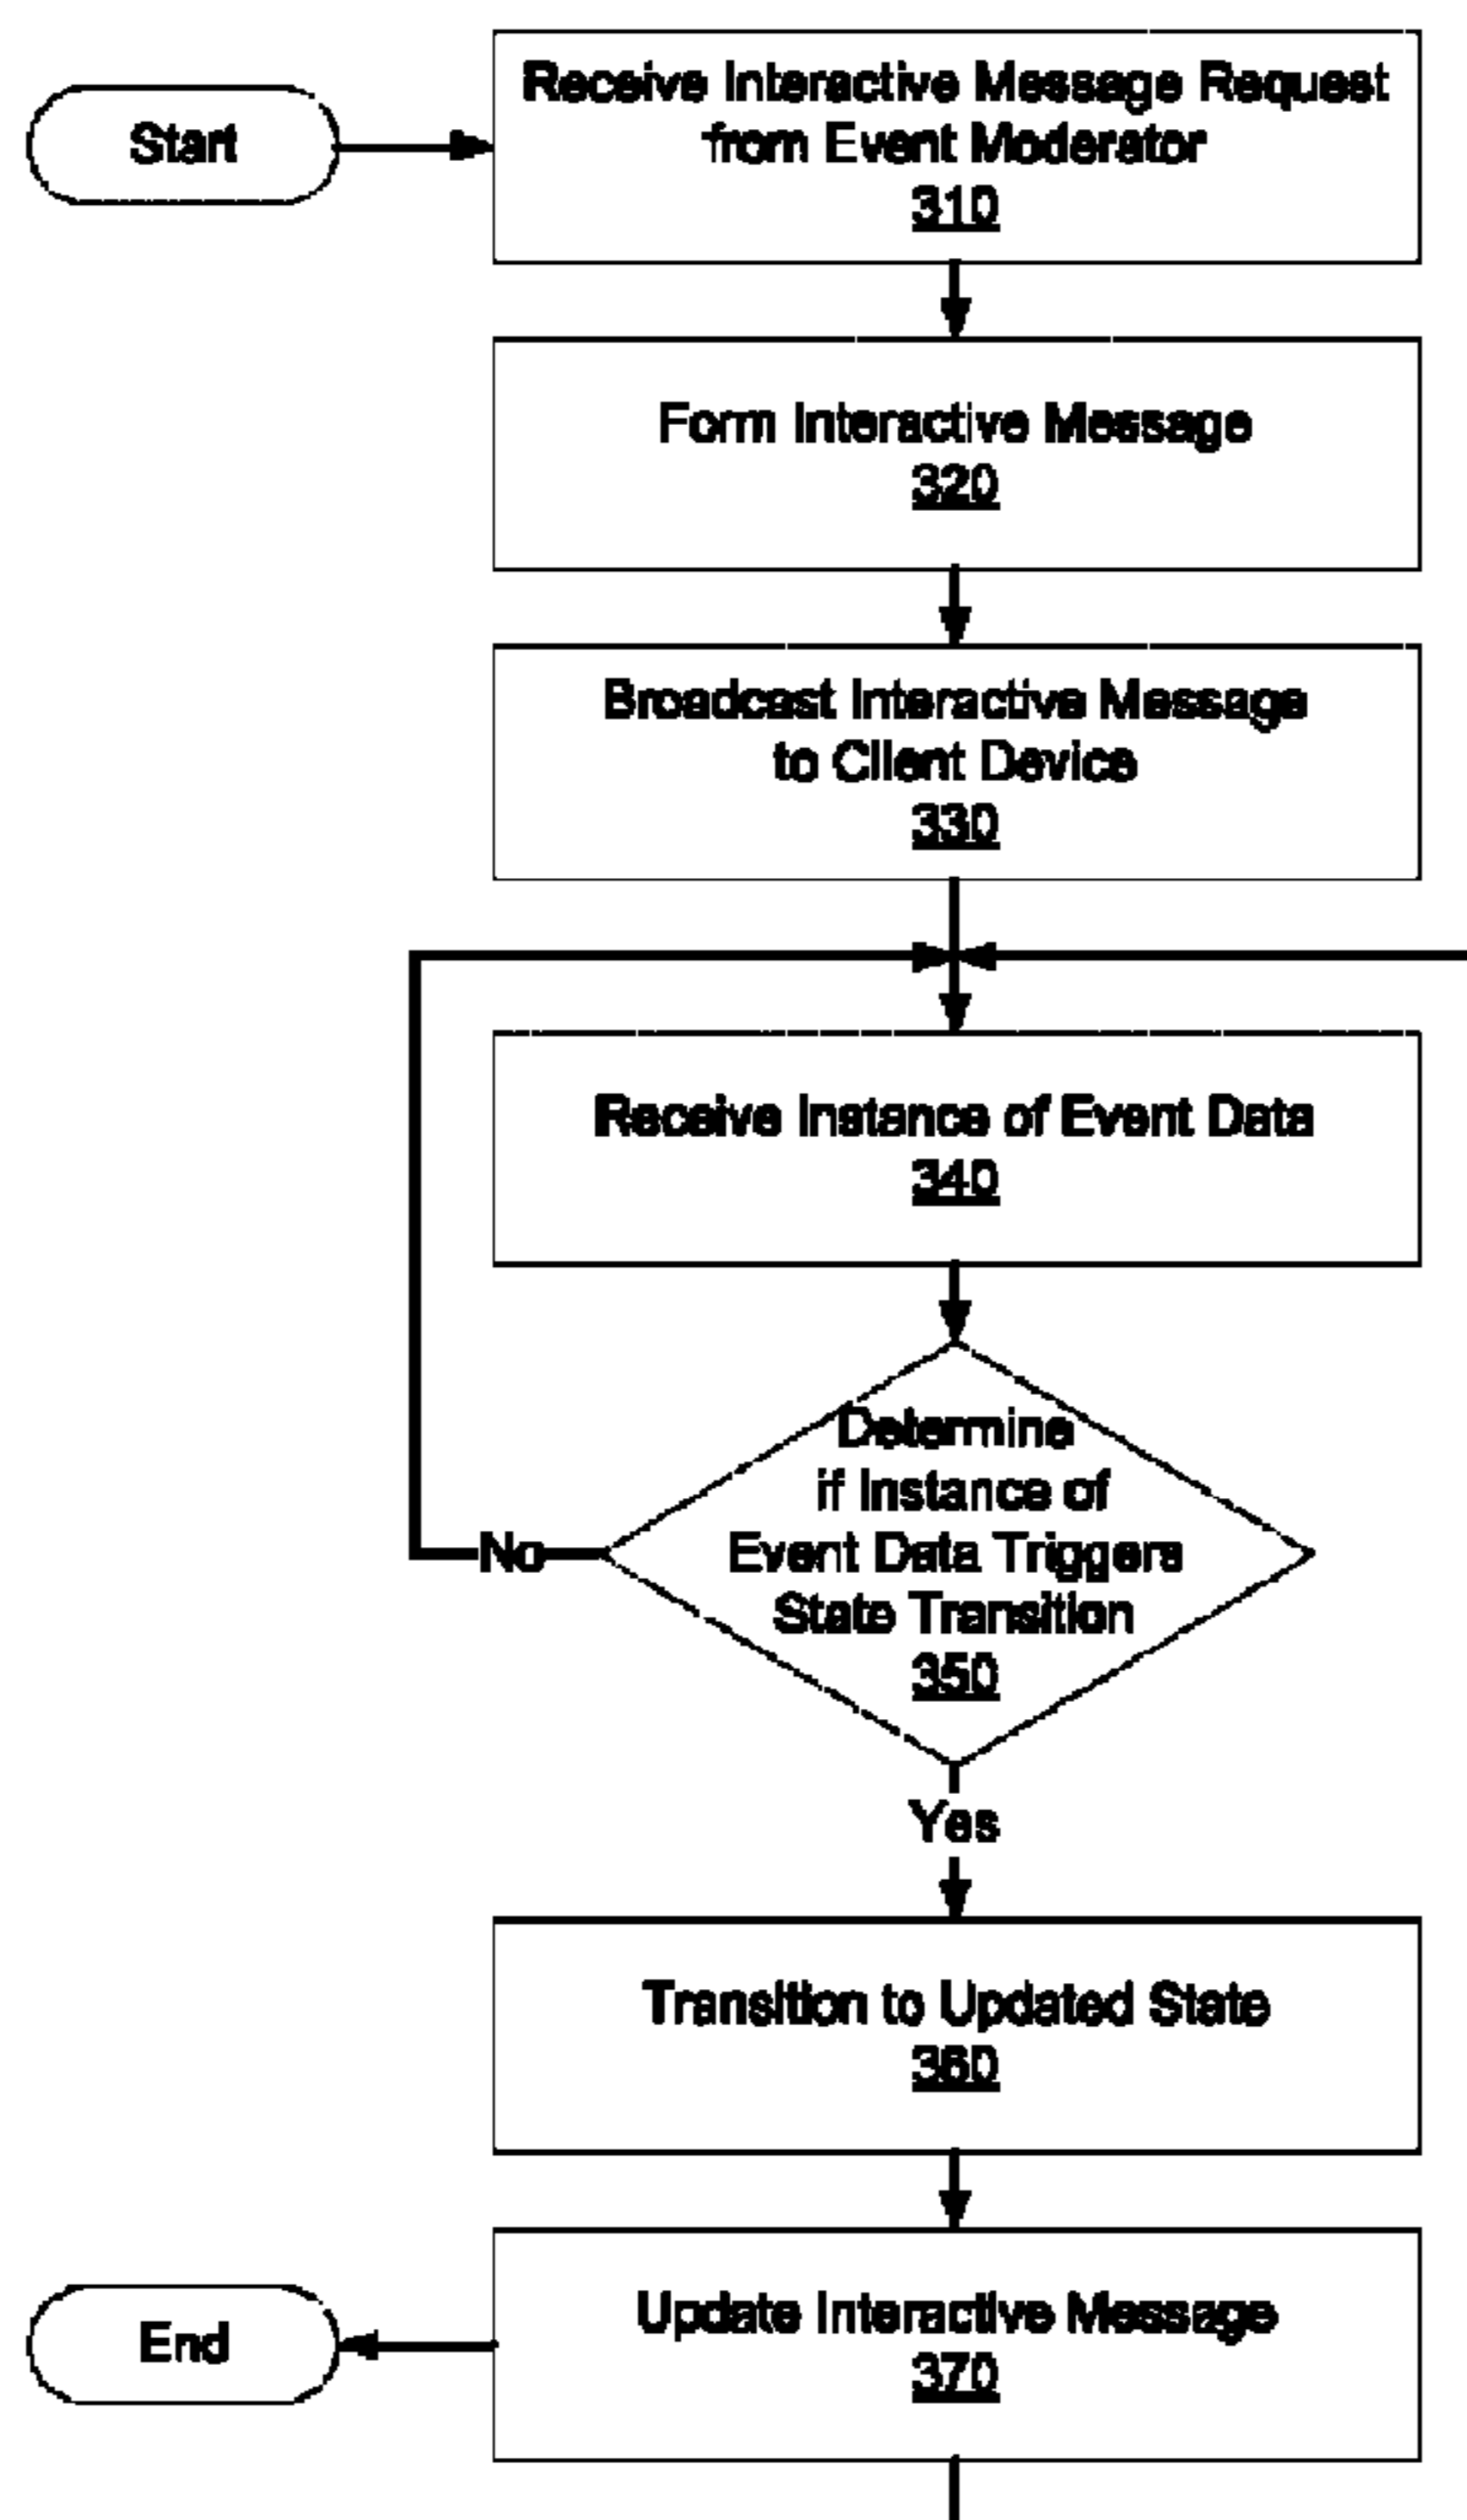 Start
Receive Interactive Message Request
from Event Moderator
310
Form Interactive Message
320
Broadcast Interactive Message
to Client Device
330
Receive Instance of Event Data
340
Determine
if Instance of
Event Data Triggers
State Transition
350
No
Yes
Transition to Updated State
360
Update Interactive Message
370
End